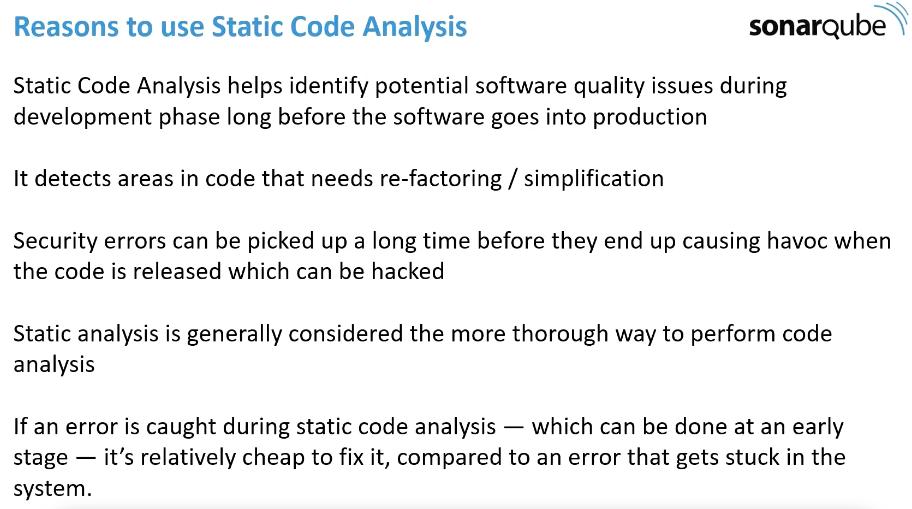 Reasons to use Static Code Analysis
sonarqube
Static Code Analysis helps identify potential software quality issues during
development phase long before the software goes into production
It detects areas in code that needs re-factoring / simplification
Security errors can be picked up a long time before they end up causing havoc when
the code is released which can be hacked
Static analysis is generally considered the more thorough way to perform code
analysis
If an error is caught during static code analysis — which can be done at an early
stage — it’s relatively cheap to fix it, compared to an error that gets stuck in the
system.